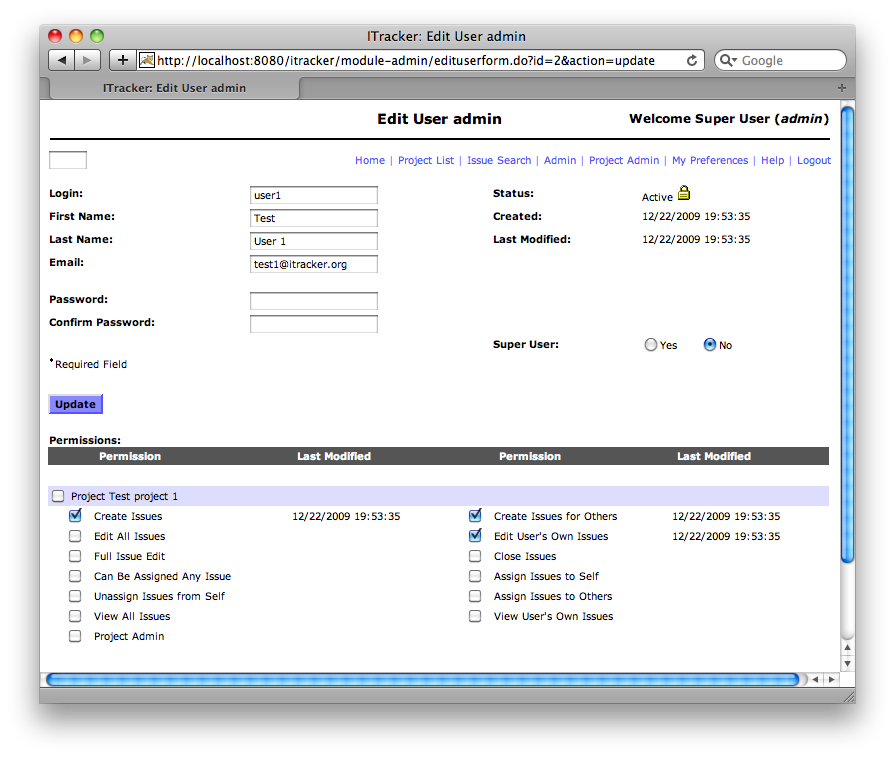 ITracker: Edit User admin
http://localhost:8080/itracker/module-admin/edituserform.do?id=2&action=update
Google
ITracker: Edit User admin
Edit User admin
Welcome Super User (admin)
Home | Project List | Issue Search | Admin | Project Admin | My Preferences | Help | Logout
Login: user1 Status: Active
First Name: Test Created: 12/22/2009 19:53:35
Last Name: User 1 Last Modified: 12/22/2009 19:53:35
Email: test1@itracker.org
Password:
Confirm Password:
Super User: Yes No
*Required Field
Update
Permissions:
Permission Last Modified Permission Last Modified
Project Test project 1
Create Issues 12/22/2009 19:53:35 Create Issues for Others 12/22/2009 19:53:35
Edit All Issues Edit User's Own Issues 12/22/2009 19:53:35
Full Issue Edit Close Issues
Can Be Assigned Any Issue Assign Issues to Self
Unassign Issues from Self Assign Issues to Others
View All Issues View User's Own Issues
Project Admin